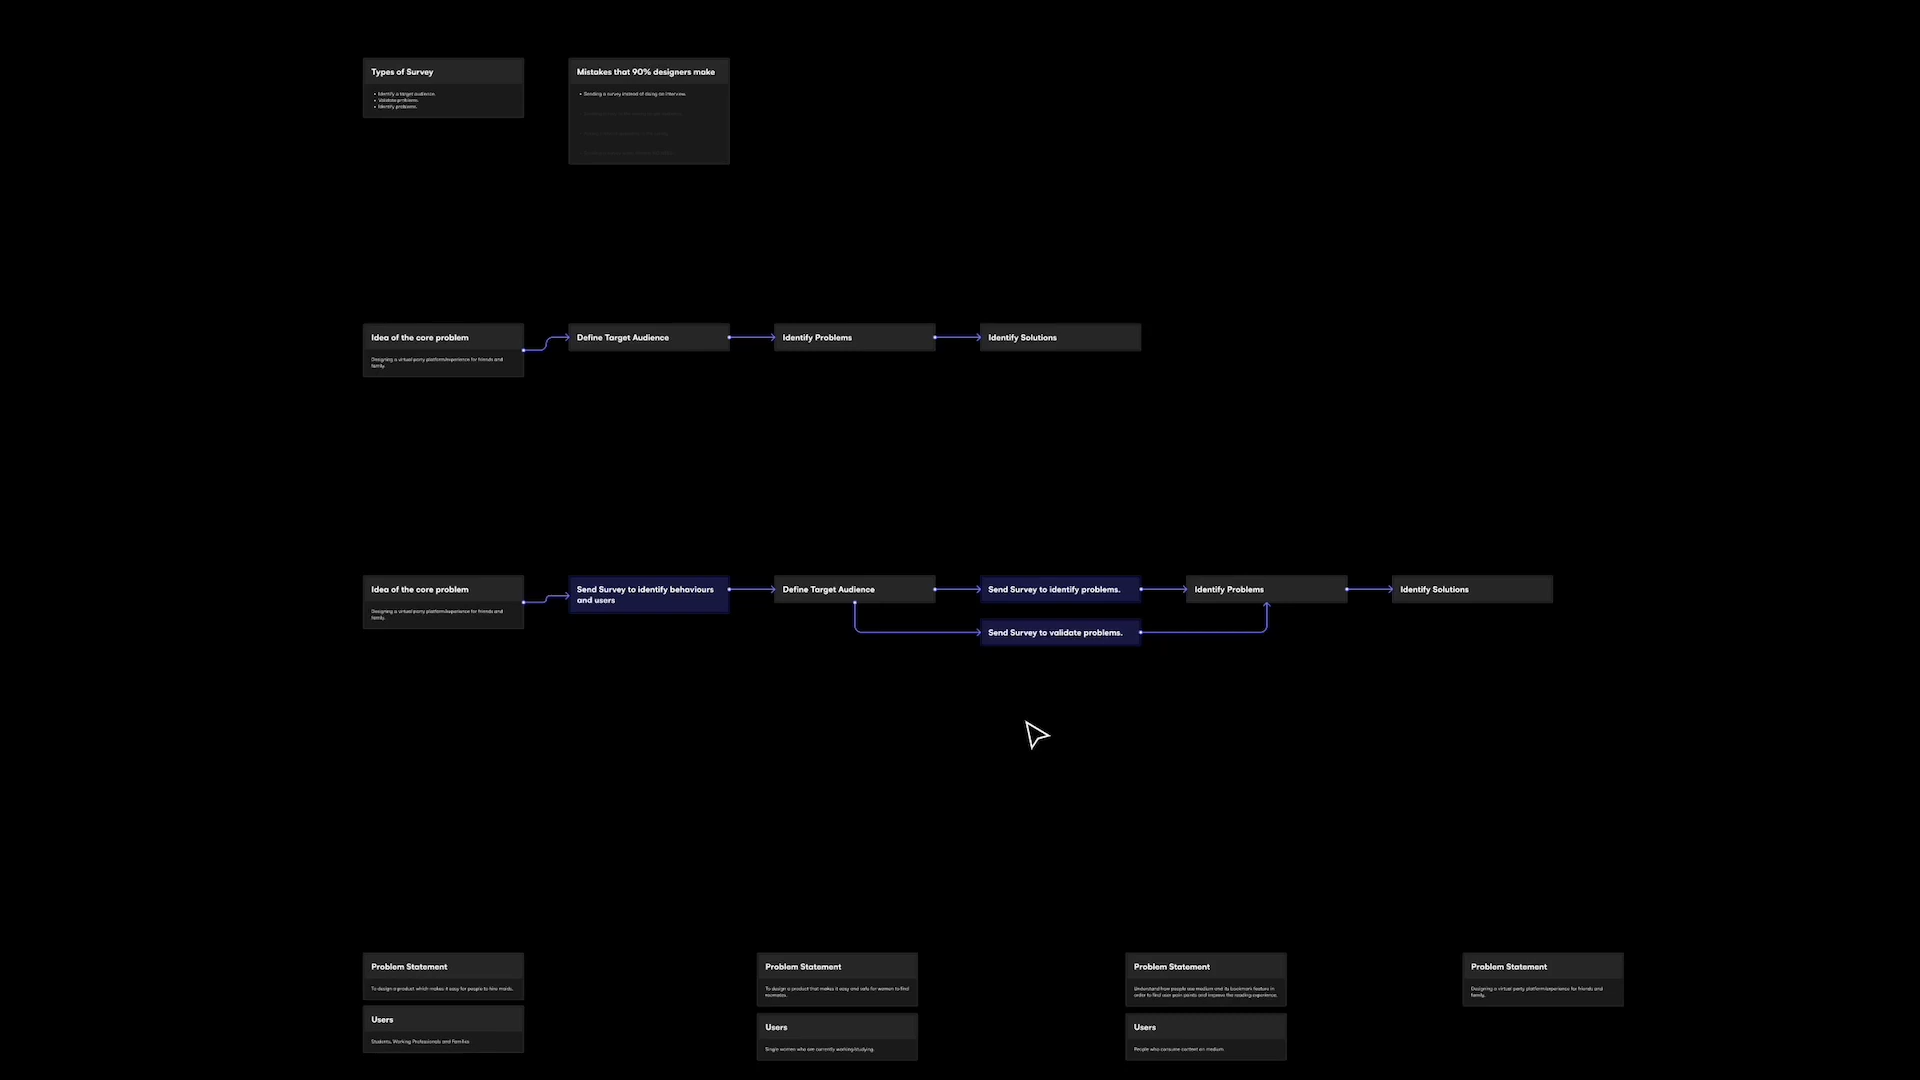 Types of Survey
• Identify a target audience.
• Validate problems.
• Identify problems.
Mistakes that 90% designers make
• Sending a survey instead of doing an interview.
Idea of the core problem
Designing a virtual party platform/experience for friends and
family.
Define Target Audience
Identify Problems
Identify Solutions
Idea of the core problem
Designing a virtual party platform/experience for friends and
family.
Send Survey to identify behaviours
and users
Define Target Audience
Send Survey to identify problems.
Identify Problems
Identify Solutions
Send Survey to validate problems.
Problem Statement
To design a product which makes it easy for people to hire maids.
Users
Students, Working Professionals and Families
Problem Statement
To design a product that makes it easy and safe for women to find
roomates.
Users
Single women who are currently working/studying.
Problem Statement
Understand how people use medium and its bookmark feature in
order to find user pain points and improve the reading experience.
Users
People who consume content on medium.
Problem Statement
Designing a virtual party platform/experience for friends and
family.